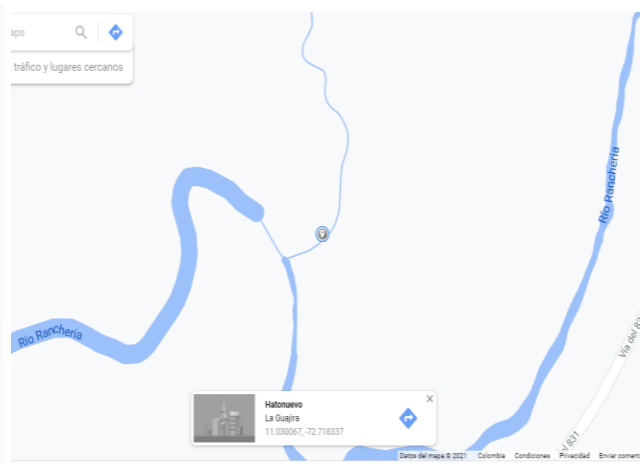 aps
tráfico y lugares cercanos
Río Ranchería
Río Ranchería
Vía del 83
el 831
Hatonuevo
La Guajira
11.030067, -72.718337
X
Datos del mapa © 2021 Colombia Condiciones Privacidad Enviar coment